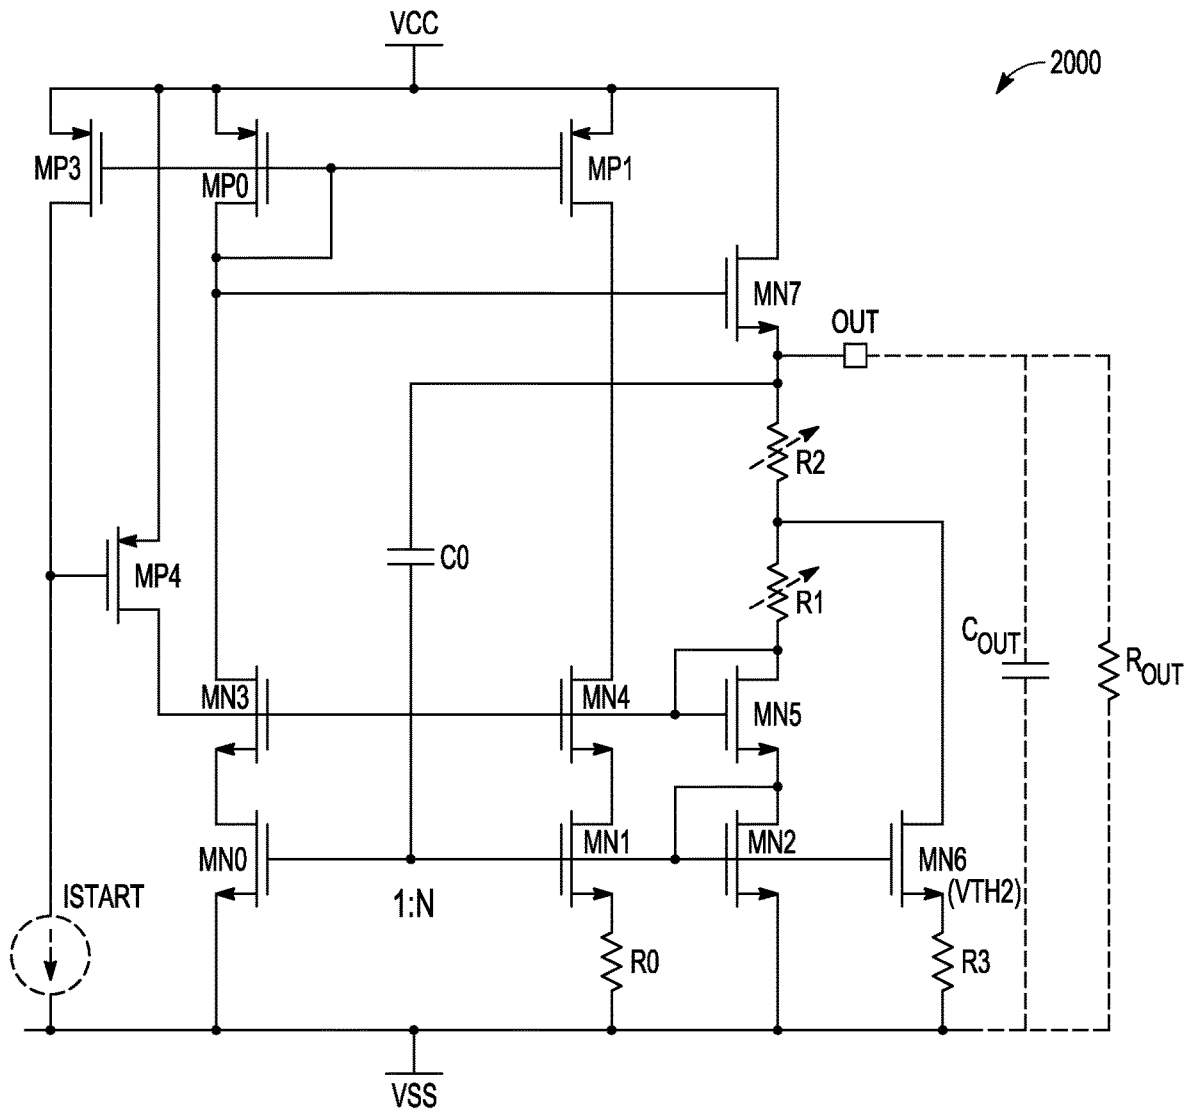 VCC
2000
MP3
MP0
MP1
MN7
OUT
R2
C0
MP4
R1
COUT
ROUT
MN3
MN4
MN5
MN0
MN1
MN2
MN6
(VTH2)
ISTART
1:N
R0
R3
VSS